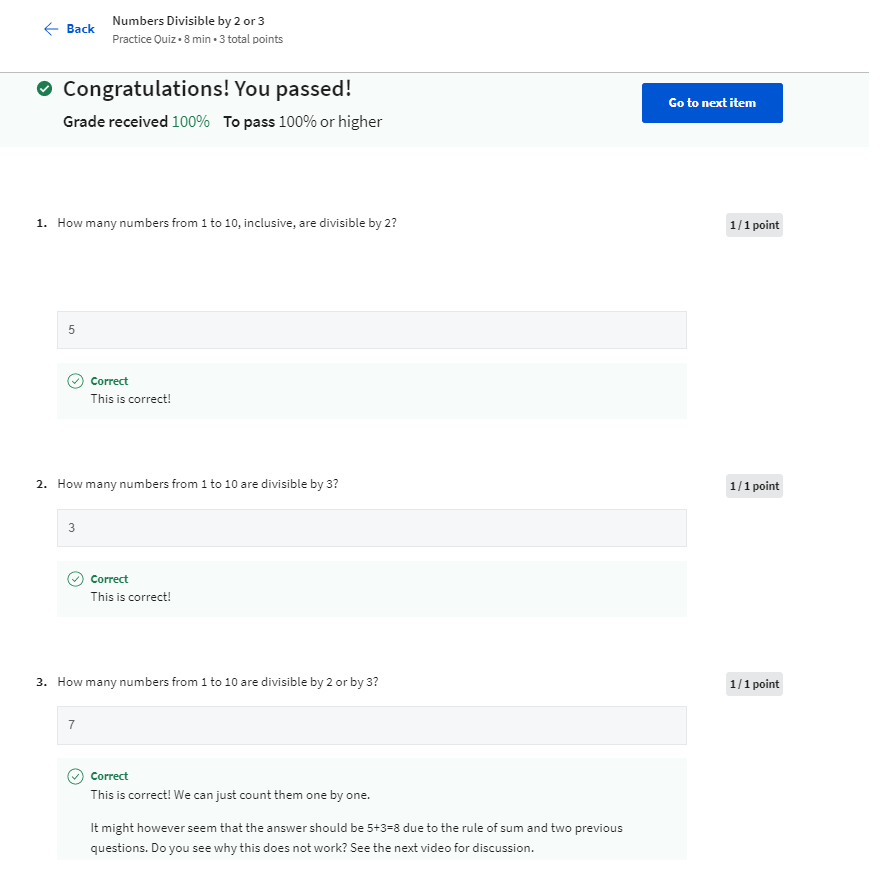 Back
Numbers Divisible by 2 or 3
Practice Quiz • 8 min • 3 total points
Congratulations! You passed!
Grade received 100% To pass 100% or higher
Go to next item
1. How many numbers from 1 to 10, inclusive, are divisible by 2?
1 / 1 point
5
Correct
This is correct!
2. How many numbers from 1 to 10 are divisible by 3?
1 / 1 point
3
Correct
This is correct!
3. How many numbers from 1 to 10 are divisible by 2 or by 3?
1 / 1 point
7
Correct
This is correct! We can just count them one by one.
It might however seem that the answer should be 5+3=8 due to the rule of sum and two previous
questions. Do you see why this does not work? See the next video for discussion.